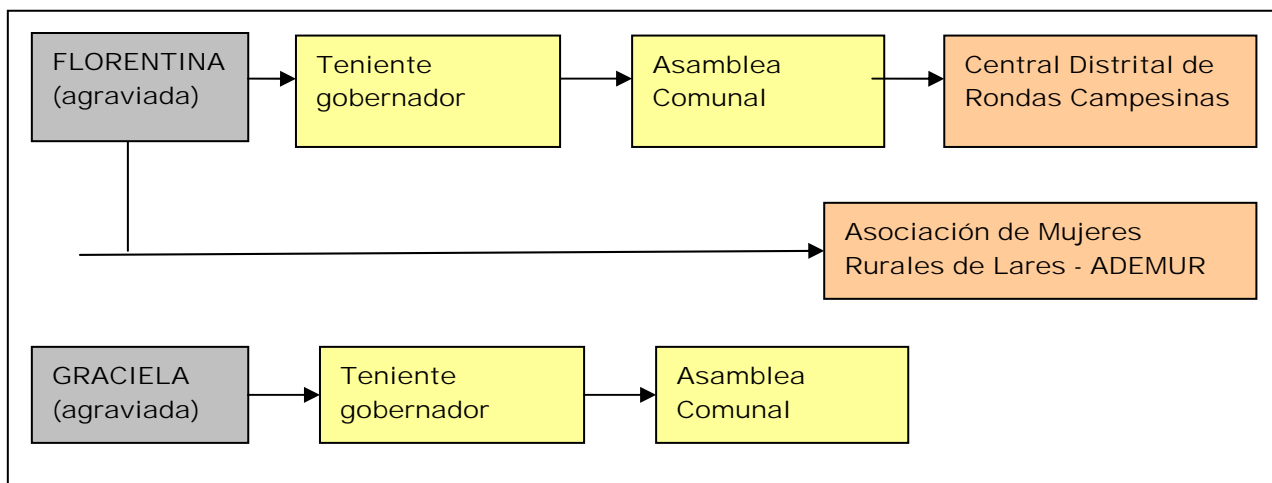 FLORENTINA
(agraviada)
Teniente
gobernador
Asamblea
Comunal
Central Distrital de
Rondas Campesinas
Asociación de Mujeres
Rurales de Lares - ADEMUR
GRACIELA
(agraviada)
Teniente
gobernador
Asamblea
Comunal